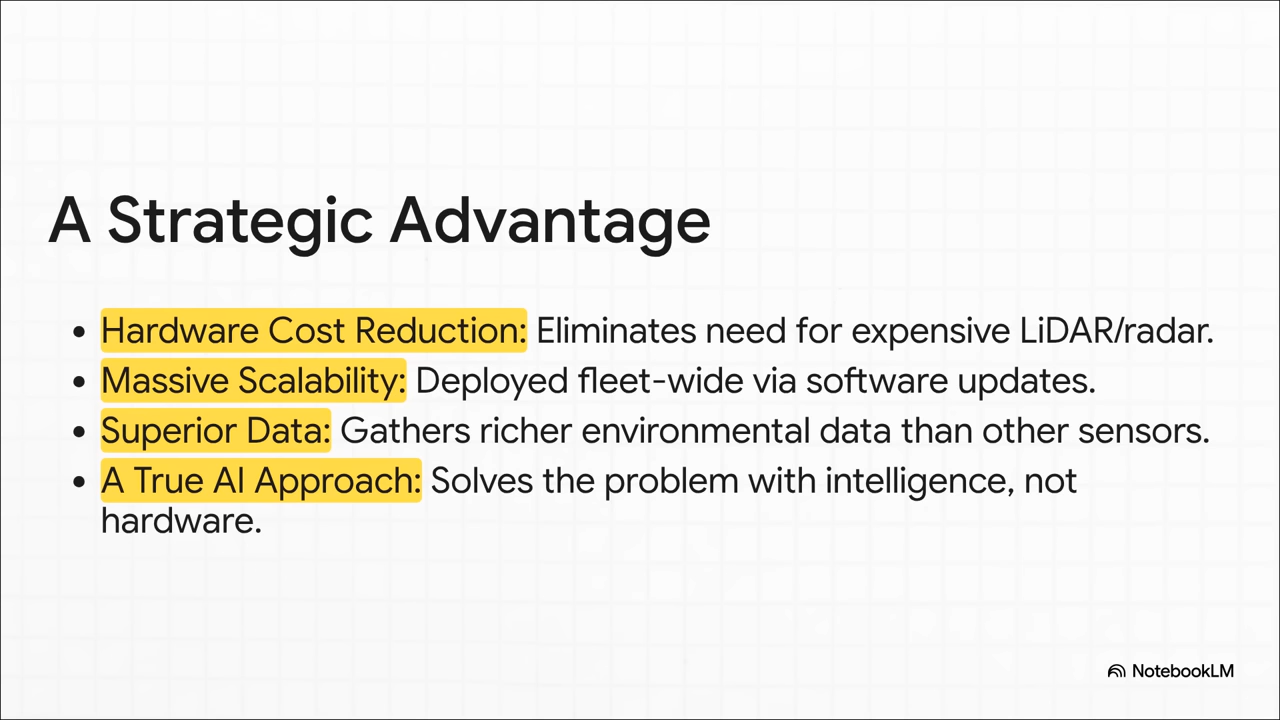 A Strategic Advantage
• Hardware Cost Reduction: Eliminates need for expensive LiDAR/radar.
• Massive Scalability: Deployed fleet-wide via software updates.
• Superior Data: Gathers richer environmental data than other sensors.
• A True AI Approach: Solves the problem with intelligence, not
hardware.
NotebookLM